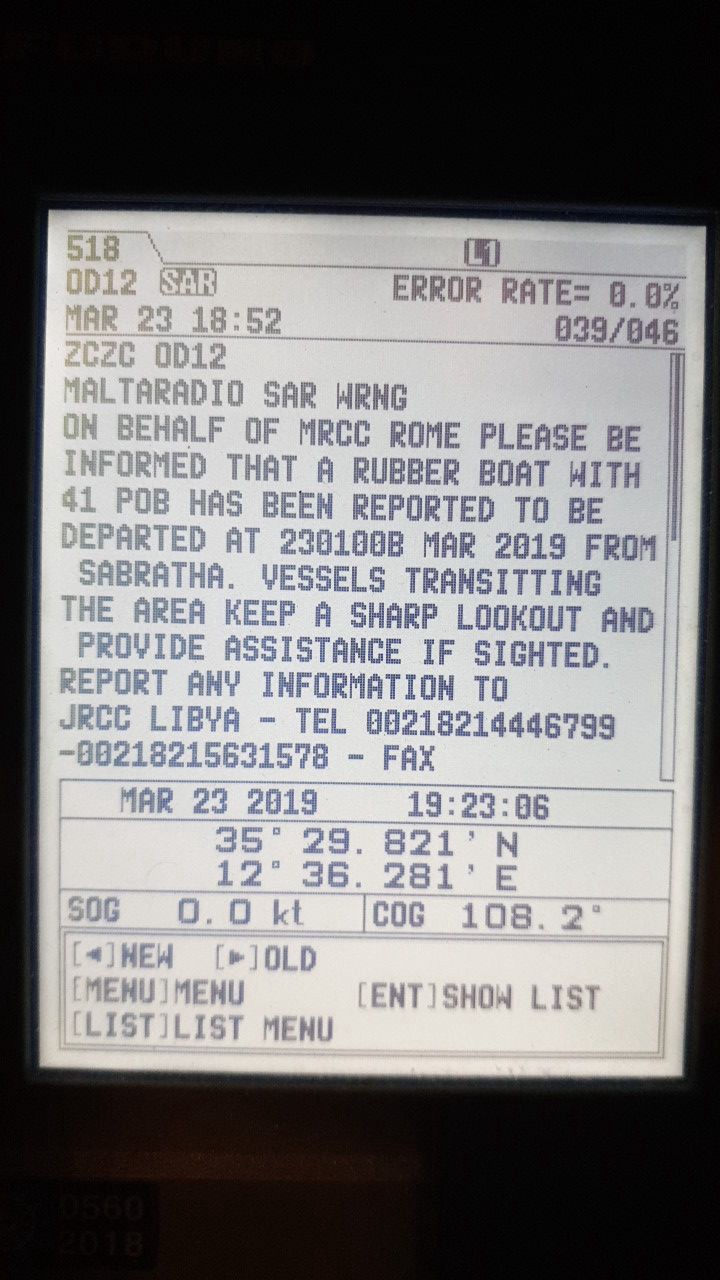 FURUNO
518
OD12 SAR ERROR RATE= 0.0%
MAR 23 18:52 039/046
ZCZC OD12
MALTARADIO SAR WRNG
ON BEHALF OF MRCC ROME PLEASE BE
INFORMED THAT A RUBBER BOAT WITH
41 POB HAS BEEN REPORTED TO BE
DEPARTED AT 230100B MAR 2019 FROM
SABRATHA. VESSELS TRANSITTING
THE AREA KEEP A SHARP LOOKOUT AND
PROVIDE ASSISTANCE IF SIGHTED.
REPORT ANY INFORMATION TO
JRCC LIBYA - TEL 00218214446799
-00218215631578 - FAX
MAR 23 2019 19:23:06
35° 29. 821' N
12° 36. 281' E
SOG 0.0 kt COG 108.2°
[◄]NEW [►]OLD
[MENU]MENU [ENT]SHOW LIST
[LIST]LIST MENU
0560
2018